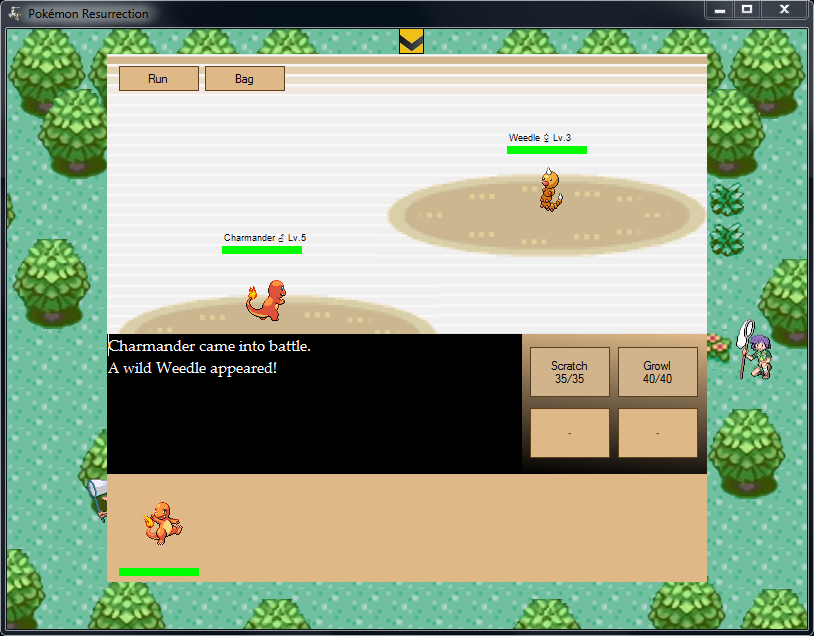 Pokémon Resurrection
Run
Bag
Weedle ♀ Lv.3
Charmander ♂ Lv.5
Charmander came into battle.
A wild Weedle appeared!
Scratch
35/35
Growl
40/40
-
-